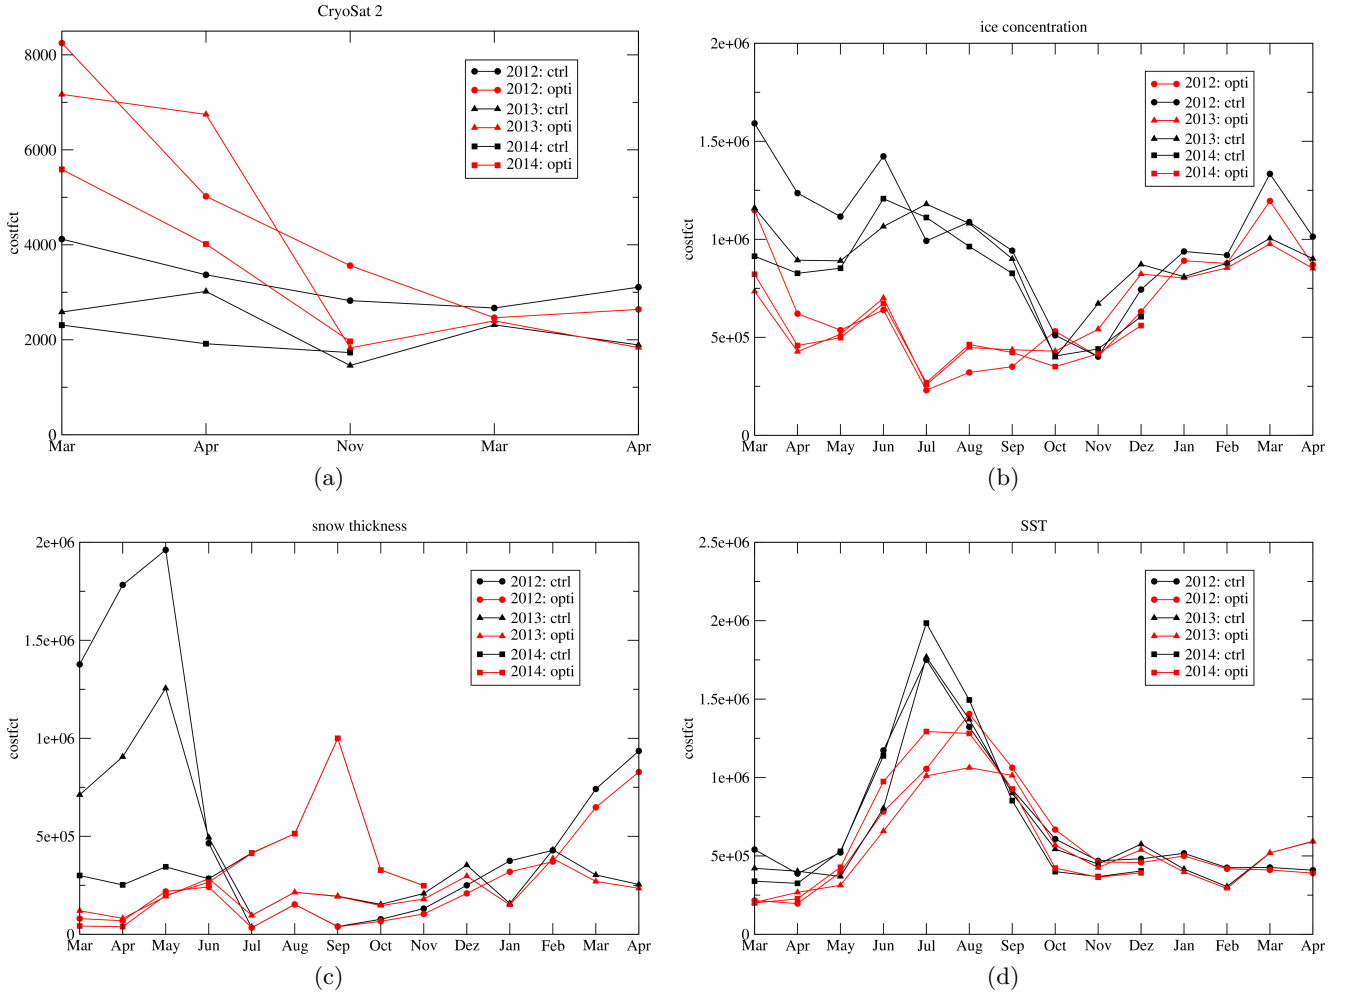 CryoSat 2
8000
6000
4000
2000
0
costfct
2012: ctrl
2012: opti
2013: ctrl
2013: opti
2014: ctrl
2014: opti
Mar Apr Nov Mar Apr
(a)
ice concentration
2e+06
1.5e+06
1e+06
5e+05
0
costfct
2012: opti
2012: ctrl
2013: opti
2013: ctrl
2014: ctrl
2014: opti
Mar Apr May Jun Jul Aug Sep Oct Nov Dez Jan Feb Mar Apr
(b)
snow thickness
2e+06
1.5e+06
1e+06
5e+05
0
costfct
2012: ctrl
2012: opti
2013: ctrl
2013: opti
2014: ctrl
2014: opti
Mar Apr May Jun Jul Aug Sep Oct Nov Dez Jan Feb Mar Apr
(c)
SST
2.5e+06
2e+06
1.5e+06
1e+06
5e+05
0
costfct
2012: ctrl
2012: opti
2013: ctrl
2013: opti
2014: ctrl
2014: opti
Mar Apr May Jun Jul Aug Sep Oct Nov Dez Jan Feb Mar Apr
(d)